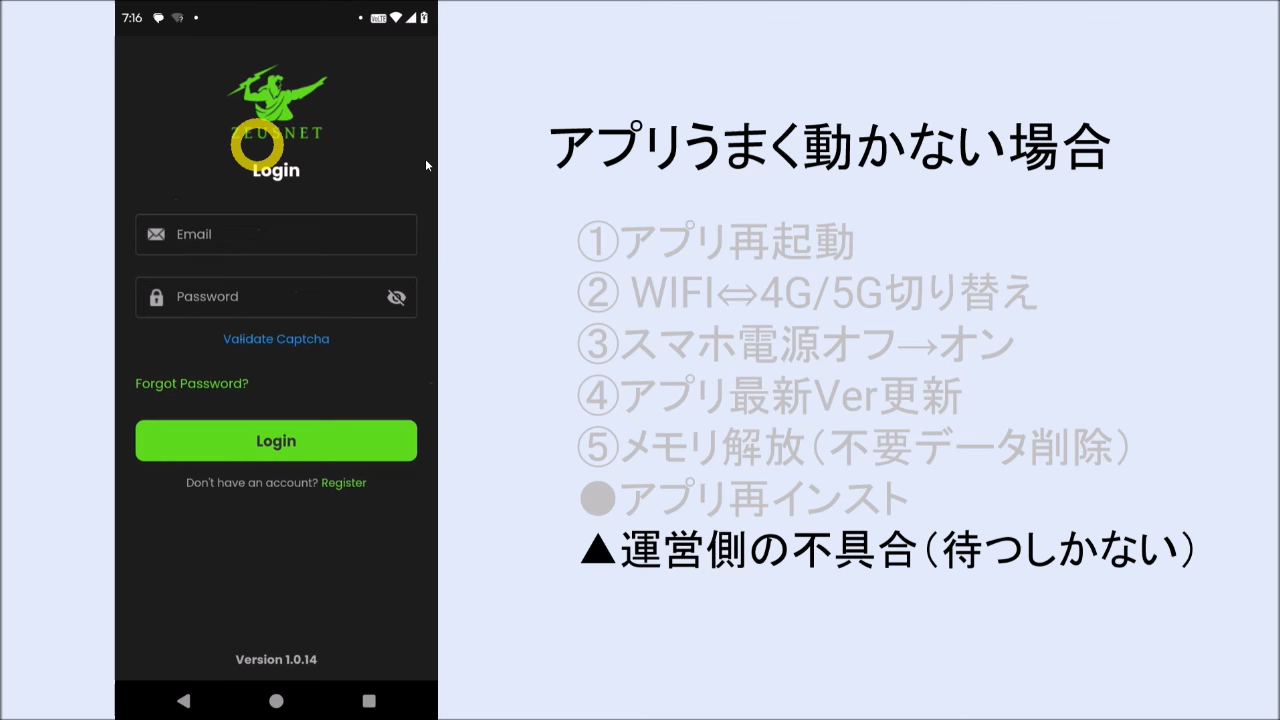 7:16
VoLTE
ZEUSNET
Login
Email
Password
Validate Captcha
Forgot Password?
Login
Don't have an account? Register
Version 1.0.14
アプリうまく動かない場合
①アプリ再起動
② WIFI⇔4G/5G切り替え
③スマホ電源オフ→オン
④アプリ最新Ver更新
⑤メモリ解放（不要データ削除）
●アプリ再インスト
▲運営側の不具合（待つしかない）